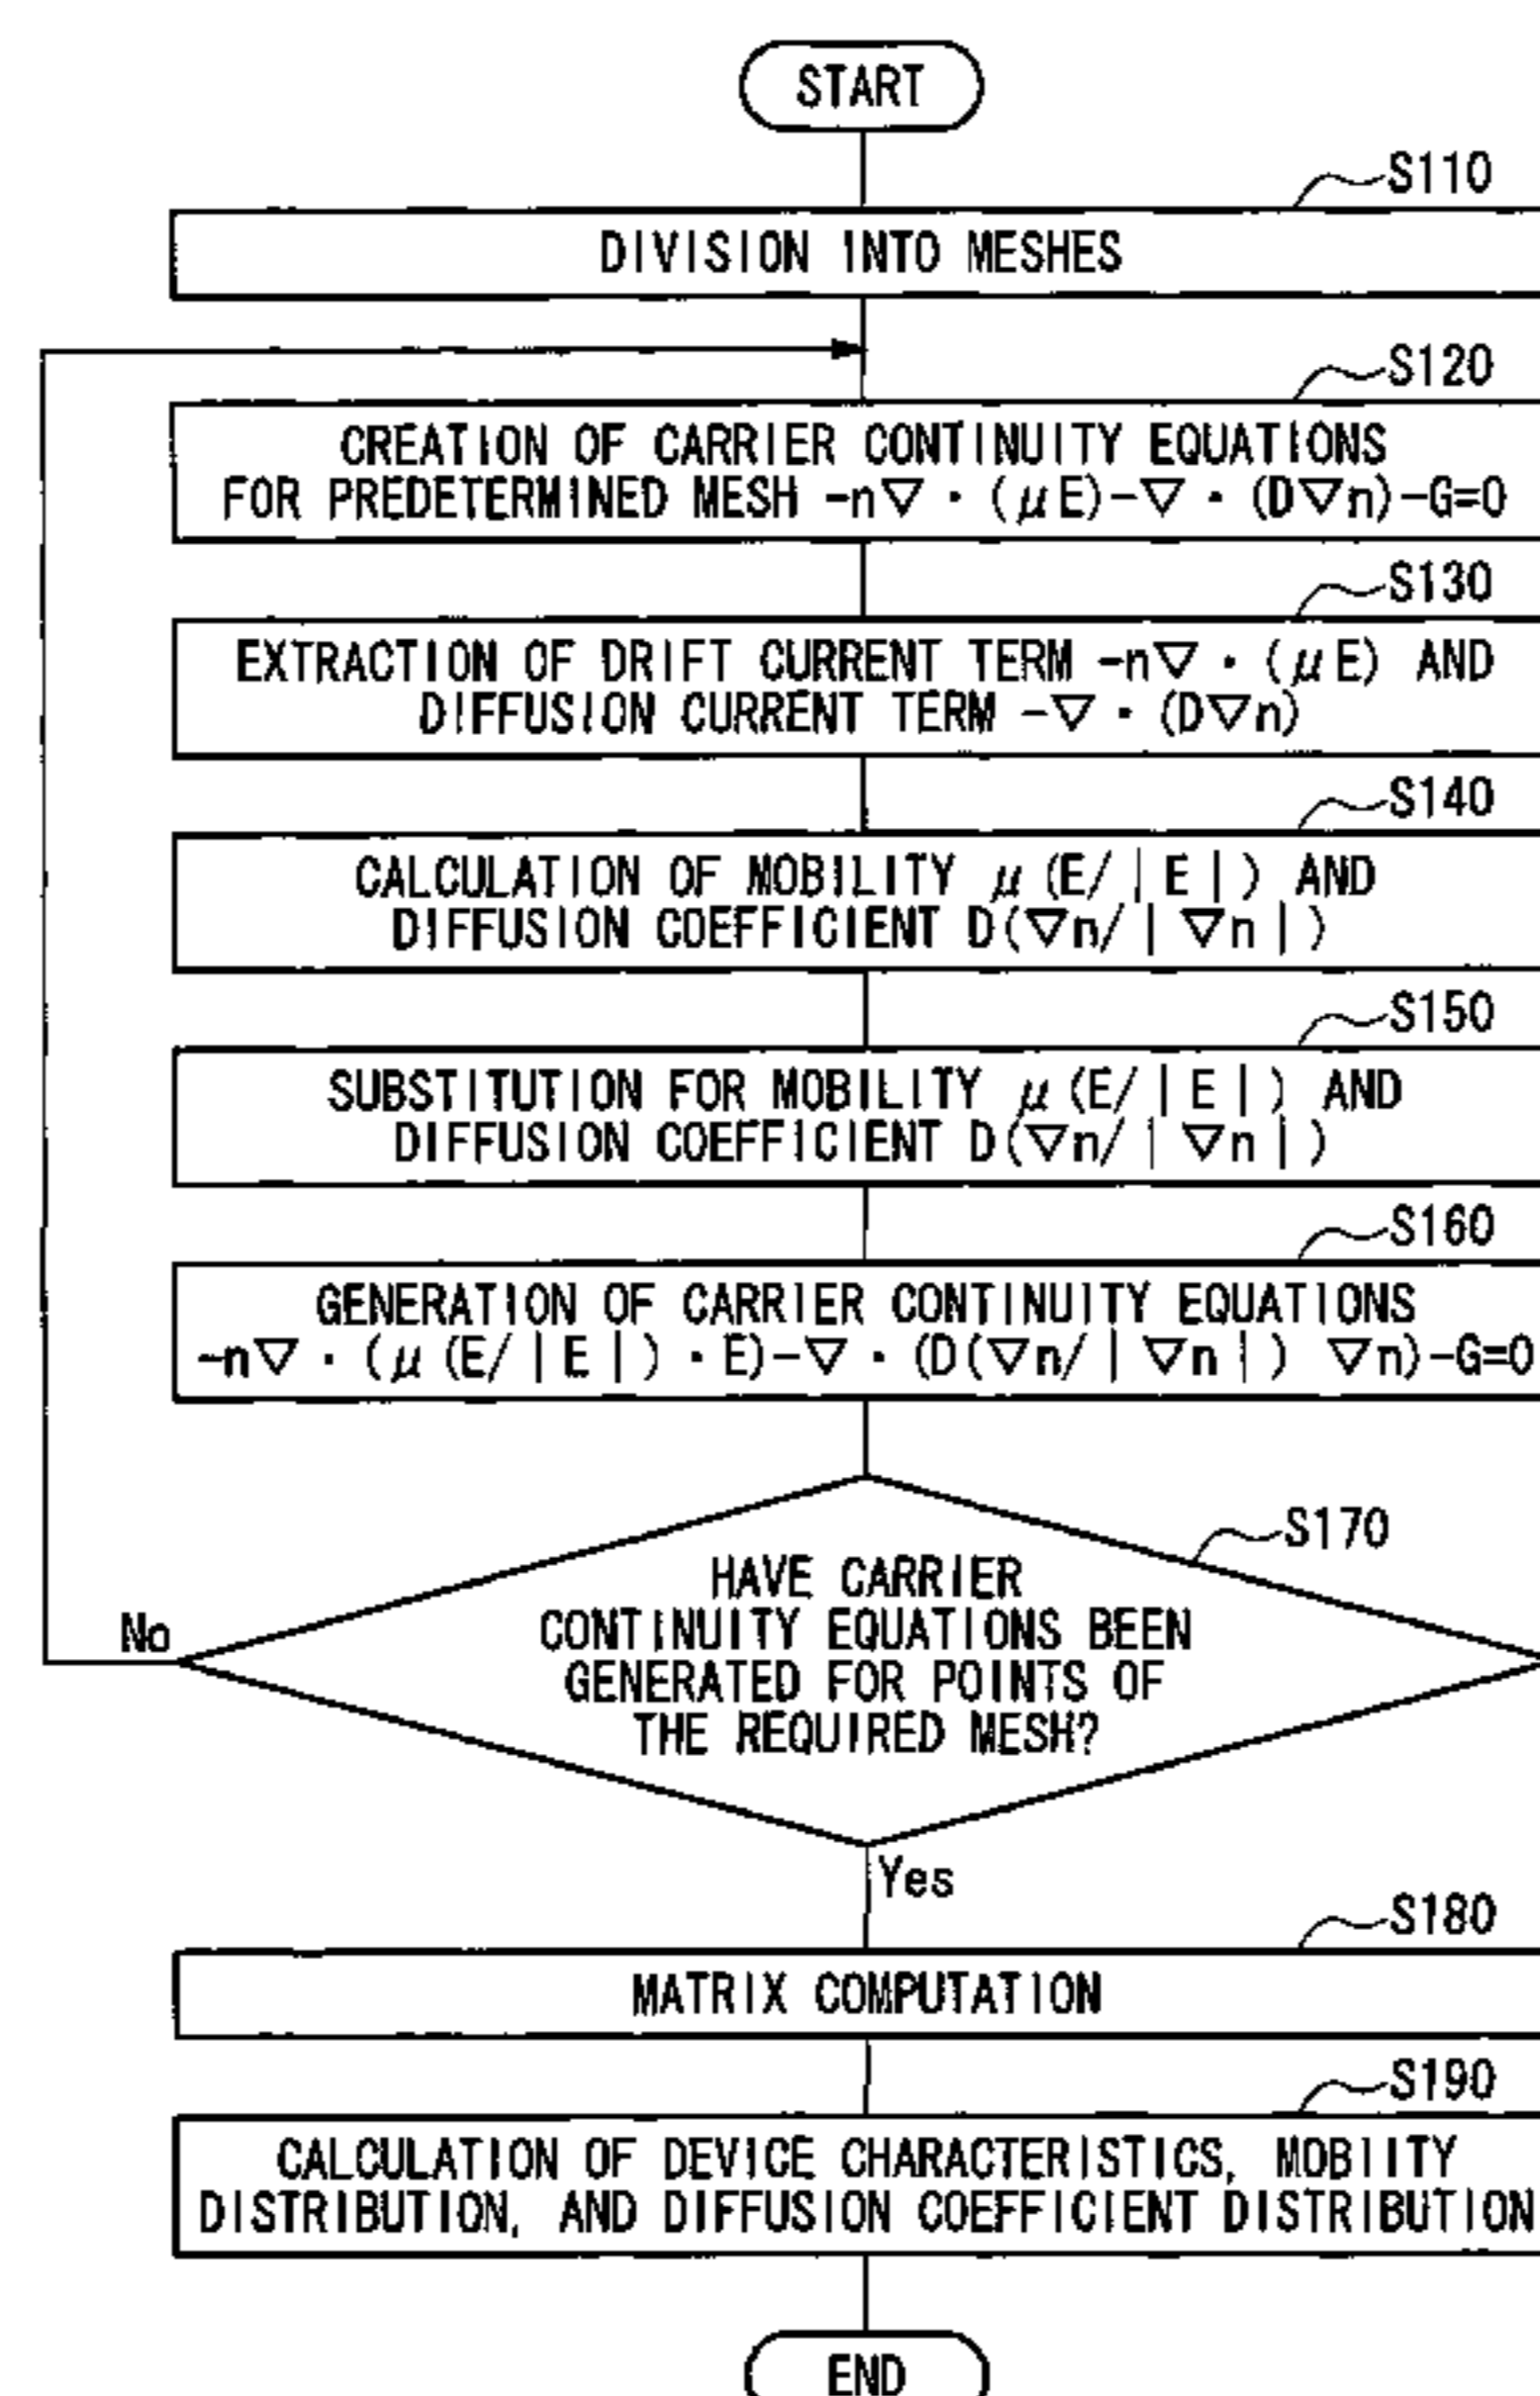 START
S110
DIVISION INTO MESHES
S120
CREATION OF CARRIER CONTINUITY EQUATIONS
FOR PREDETERMINED MESH -n▽・(μE)-▽・(D▽n)-G=0
S130
EXTRACTION OF DRIFT CURRENT TERM -n▽・(μE) AND
DIFFUSION CURRENT TERM -▽・(D▽n)
S140
CALCULATION OF MOBILITY μ(E/|E|) AND
DIFFUSION COEFFICIENT D(▽n/|▽n|)
S150
SUBSTITUTION FOR MOBILITY μ(E/|E|) AND
DIFFUSION COEFFICIENT D(▽n/|▽n|)
S160
GENERATION OF CARRIER CONTINUITY EQUATIONS
-n▽・(μ(E/|E|)・E)-▽・(D(▽n/|▽n|) ▽n)-G=0
S170
HAVE CARRIER
CONTINUITY EQUATIONS BEEN
GENERATED FOR POINTS OF
THE REQUIRED MESH?
No
Yes
S180
MATRIX COMPUTATION
S190
CALCULATION OF DEVICE CHARACTERISTICS, MOBIITY
DISTRIBUTION, AND DIFFUSION COEFFICIENT DISTRIBUTION
END